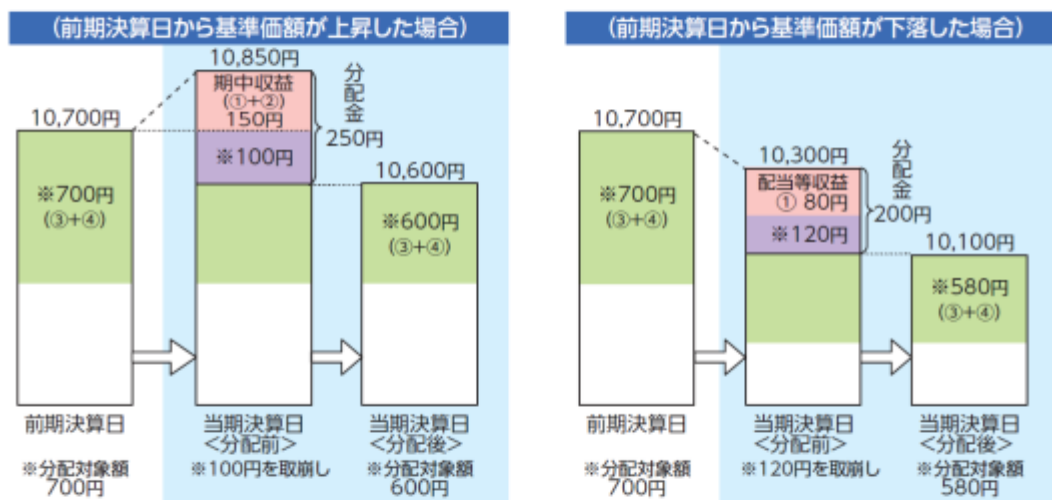 (前期決算日から基準価額が上昇した場合)
10,850円
期中収益
(①+②)
150円
分配金
250円
10,700円
※100円
10,600円
※700円
(③+④)
※600円
(③+④)
前期決算日
当期決算日
<分配前>
当期決算日
<分配後>
※分配対象額
700円
※100円を取崩し
※分配対象額
600円
(前期決算日から基準価額が下落した場合)
10,700円
10,300円
配当等収益
① 80円
分配金
200円
※700円
(③+④)
※120円
10,100円
※580円
(③+④)
前期決算日
当期決算日
<分配前>
当期決算日
<分配後>
※分配対象額
700円
※120円を取崩し
※分配対象額
580円